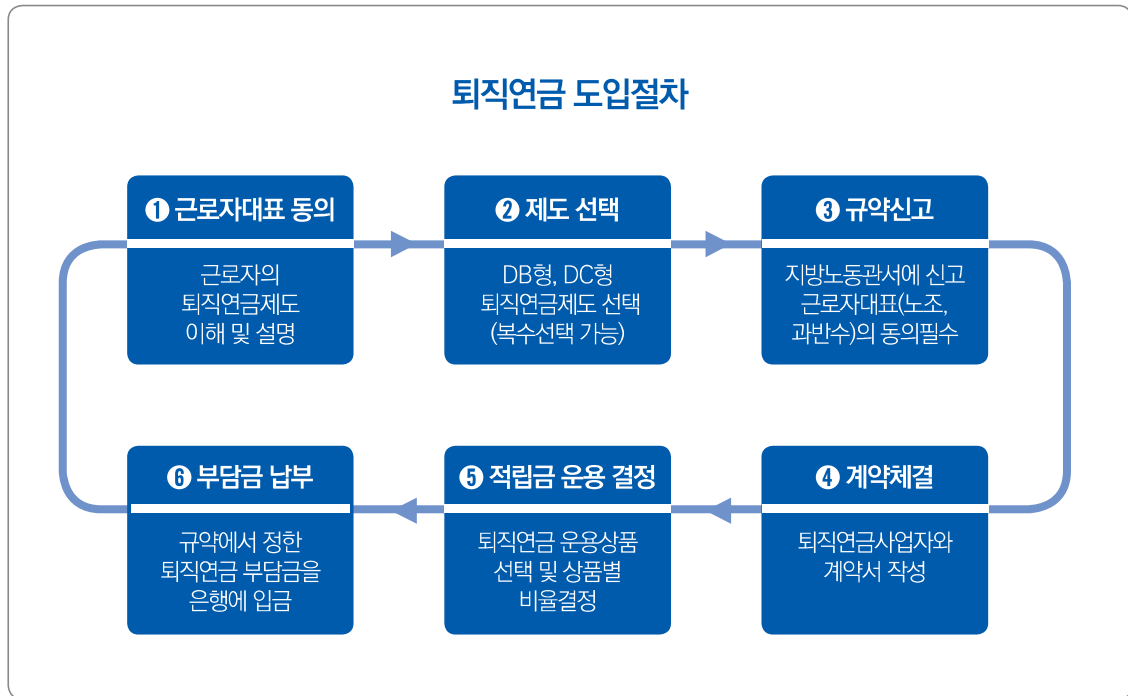 퇴직연금 도입절차
❶ 근로자대표 동의
근로자의
퇴직연금제도
이해 및 설명
❷ 제도 선택
DB형, DC형
퇴직연금제도 선택
(복수선택 가능)
❸ 규약신고
지방노동관서에 신고
근로자대표(노조,
과반수)의 동의필수
❹ 계약체결
퇴직연금사업자와
계약서 작성
❺ 적립금 운용 결정
퇴직연금 운용상품
선택 및 상품별
비율결정
❻ 부담금 납부
규약에서 정한
퇴직연금 부담금을
은행에 입금